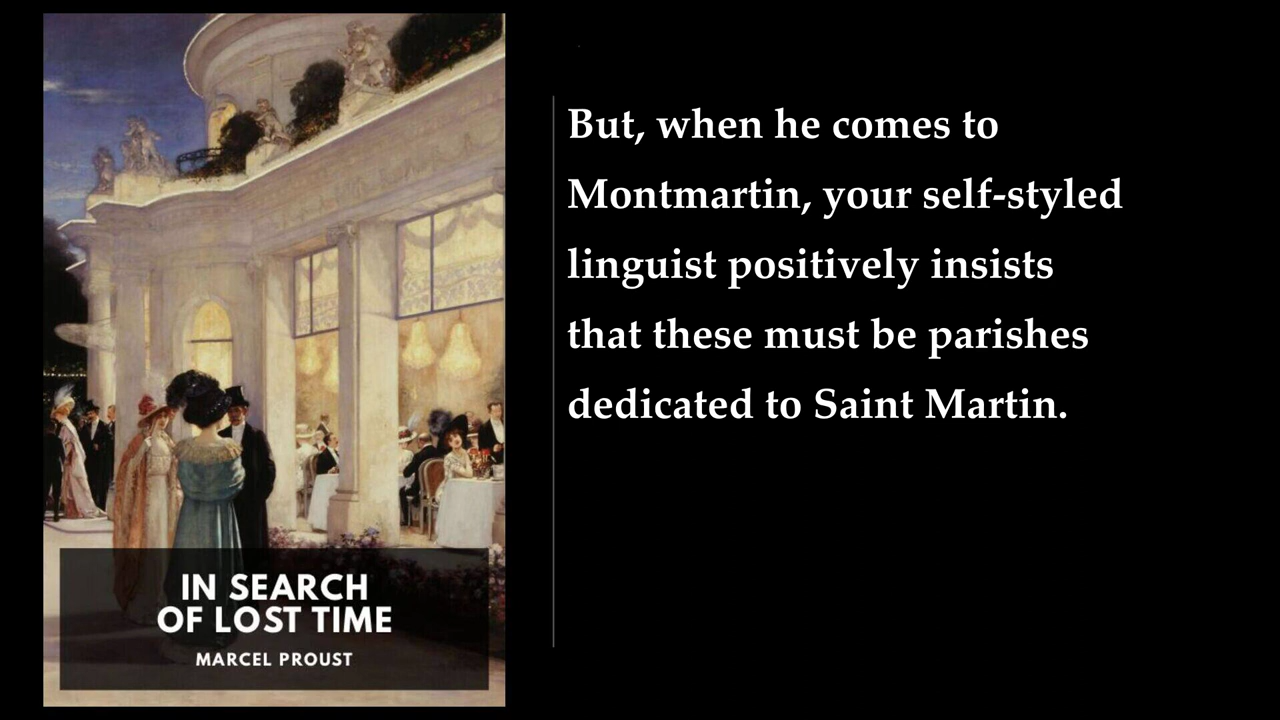 But, when he comes to
Montmartin, your self-styled
linguist positively insists
that these must be parishes
dedicated to Saint Martin.
IN SEARCH
OF LOST TIME
MARCEL PROUST